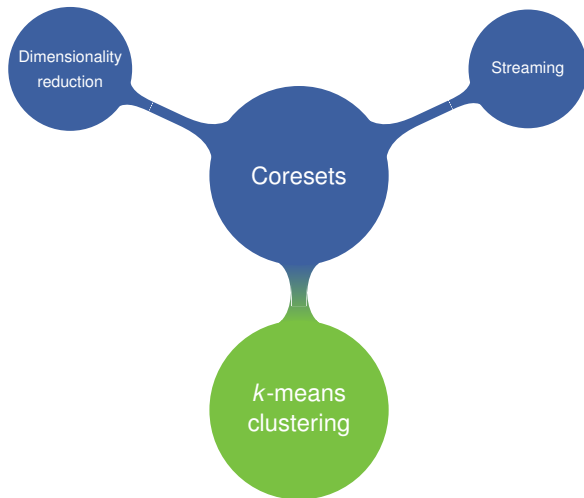 Dimensionality
reduction
Streaming
Coresets
k-means
clustering